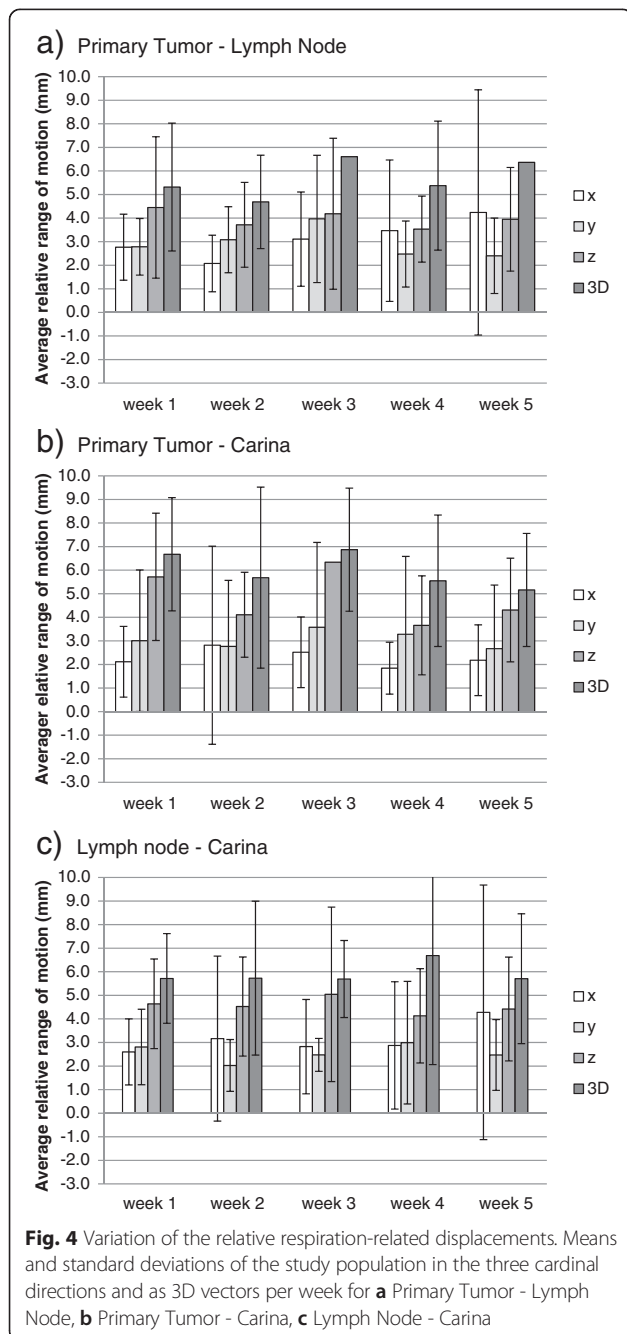 a) Primary Tumor - Lymph Node
Average relative range of motion (mm)
10.0
9.0
8.0
7.0
6.0
5.0
4.0
3.0
2.0
1.0
0.0
-1.0
-2.0
-3.0
week 1 week 2 week 3 week 4 week 5
x
y
z
3D
b) Primary Tumor - Carina
Averager elative range of motion (mm)
10.0
9.0
8.0
7.0
6.0
5.0
4.0
3.0
2.0
1.0
0.0
-1.0
-2.0
-3.0
week 1 week 2 week 3 week 4 week 5
x
y
z
3D
c) Lymph node - Carina
Average relative range of motion (mm)
10.0
9.0
8.0
7.0
6.0
5.0
4.0
3.0
2.0
1.0
0.0
-1.0
-2.0
-3.0
week 1 week 2 week 3 week 4 week 5
x
y
z
3D
Fig. 4 Variation of the relative respiration-related displacements. Means
and standard deviations of the study population in the three cardinal
directions and as 3D vectors per week for a Primary Tumor - Lymph
Node, b Primary Tumor - Carina, c Lymph Node - Carina